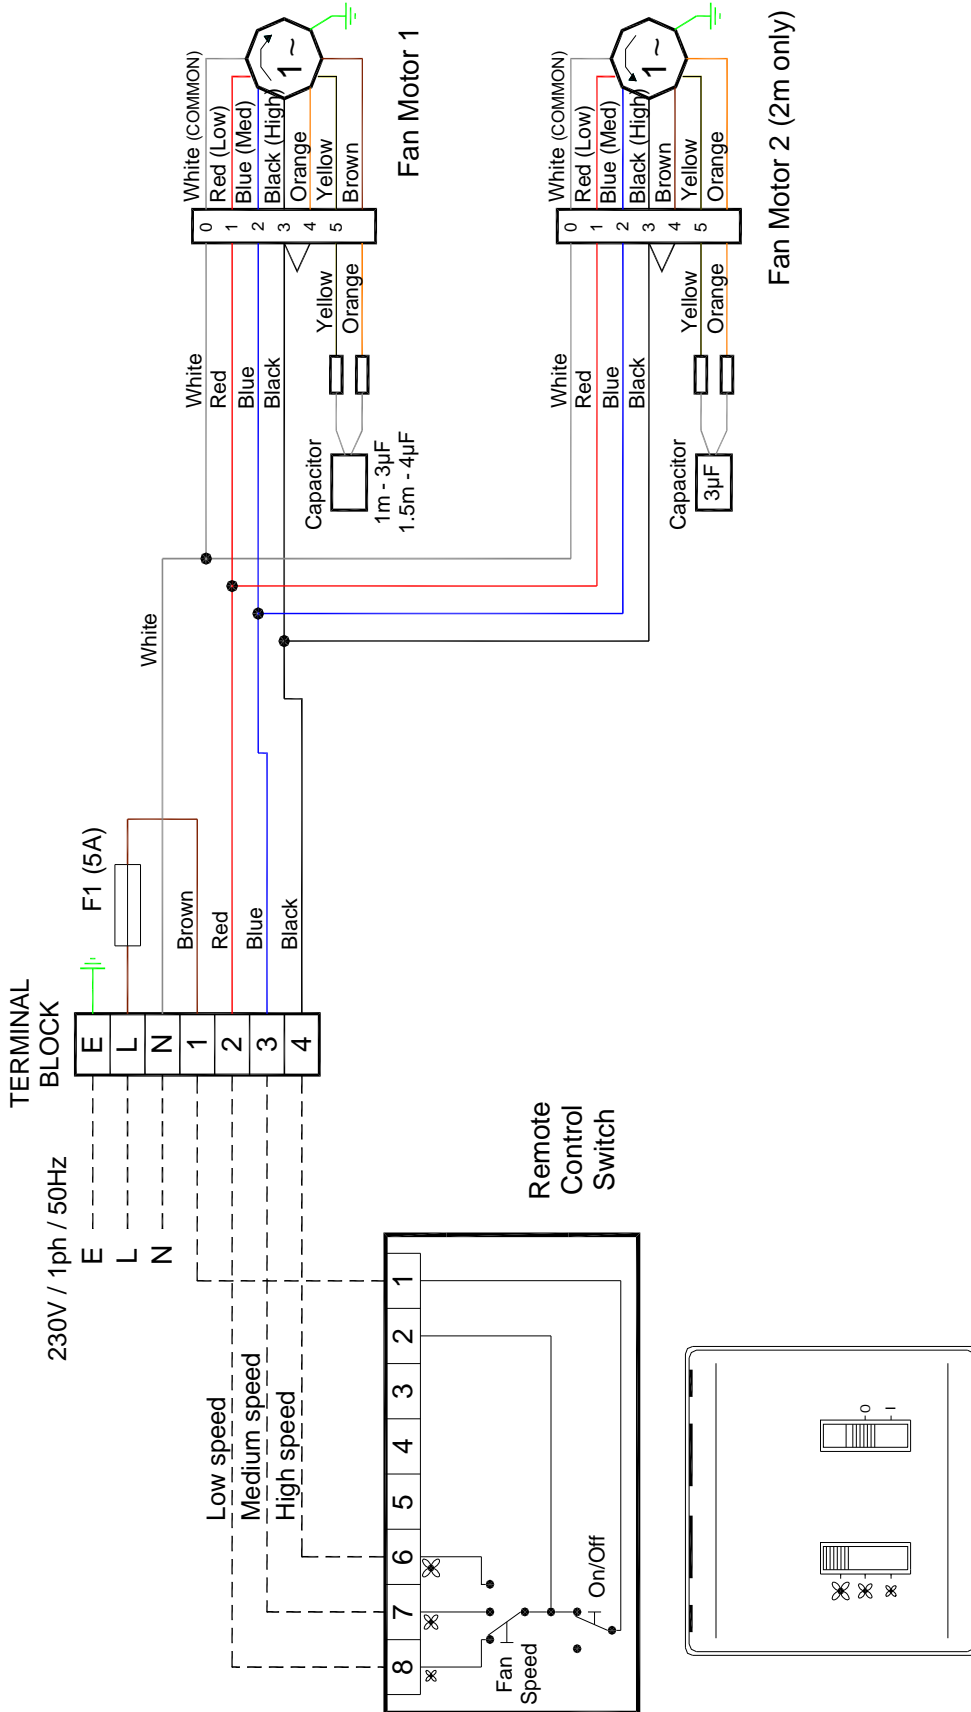 Fan Motor 1
White (COMMON)
Red (Low)
Blue (Med)
Black (High)
Orange
Yellow
Brown
1~
0
1
2
3
4
5
White
Red
Blue
Black
Yellow
Orange
Capacitor
1m - 3µF
1.5m - 4µF
Fan Motor 2 (2m only)
White (COMMON)
Red (Low)
Blue (Med)
Black (High)
Brown
Yellow
Orange
1~
0
1
2
3
4
5
White
Red
Blue
Black
Yellow
Orange
Capacitor
3µF
White
F1 (5A)
Brown
Red
Blue
Black
TERMINAL
BLOCK
E
L
N
1
2
3
4
230V / 1ph / 50Hz
E
L
N
Low speed
Medium speed
High speed
Remote
Control
Switch
1
2
3
4
5
6
7
8
Fan
Speed
On/Off
O
I